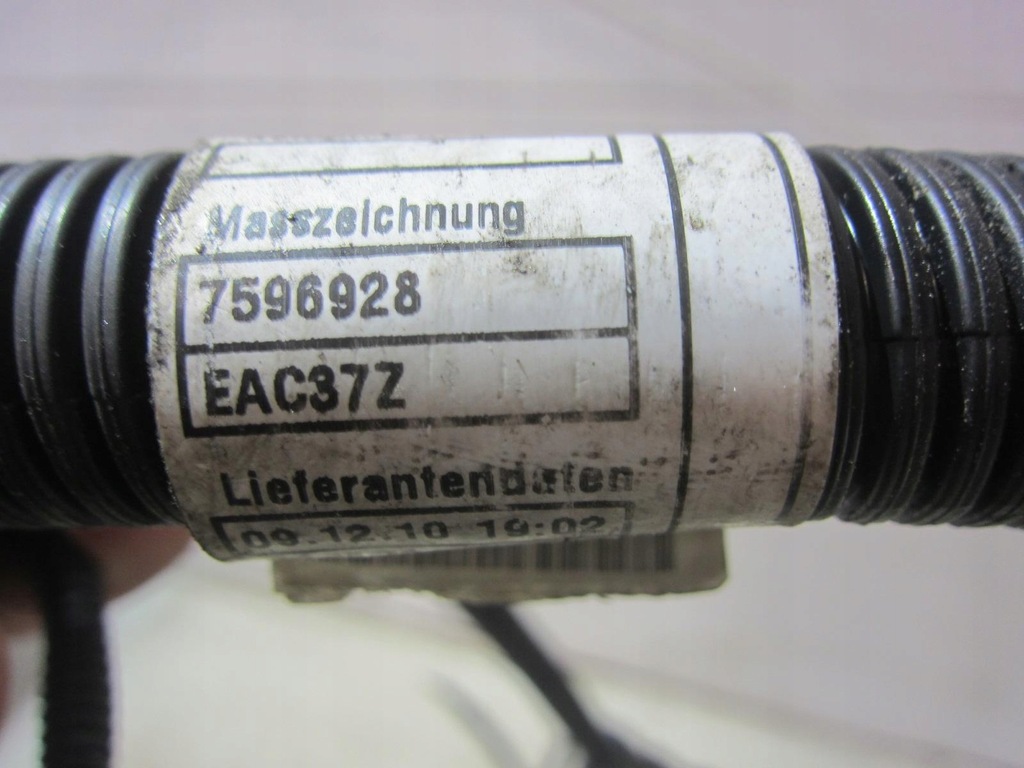 Masszeichnung
7596928
EAC37Z
Lieferantendaten
09.12.10 19:02